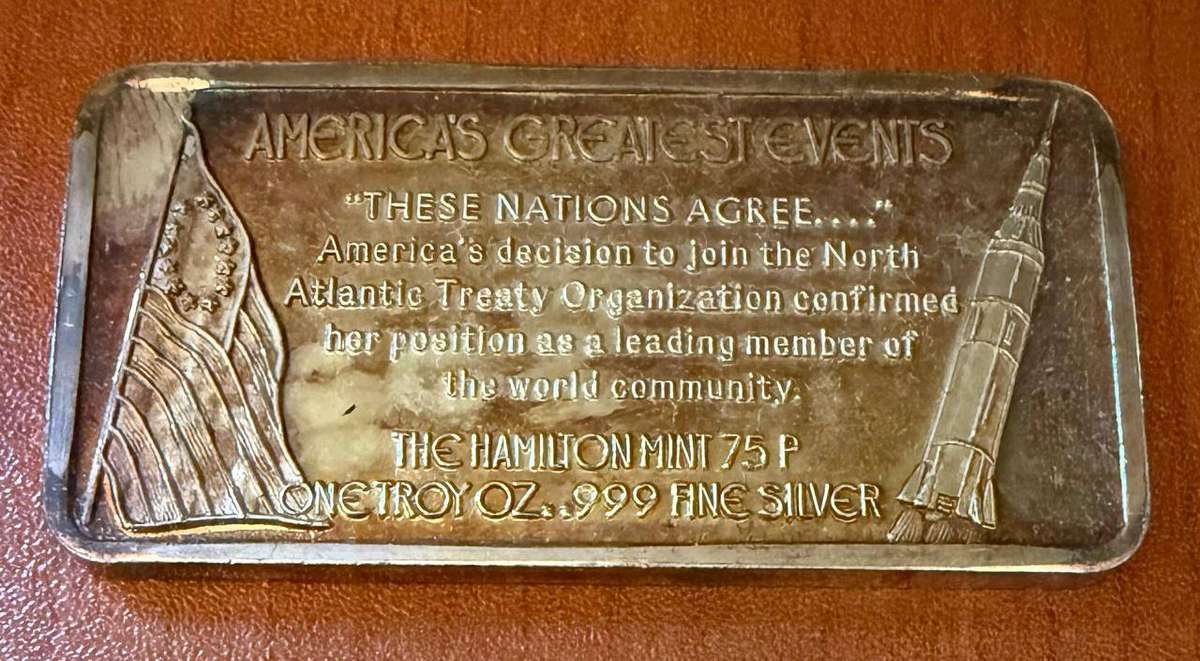 AMERICA'S GREATEST EVENTS
"THESE NATIONS AGREE...."
America's decision to join the North
Atlantic Treaty Organization confirmed
her position as a leading member of
the world community.
THE HAMILTON MINT 75 P
ONE TROY OZ. .999 FINE SILVER